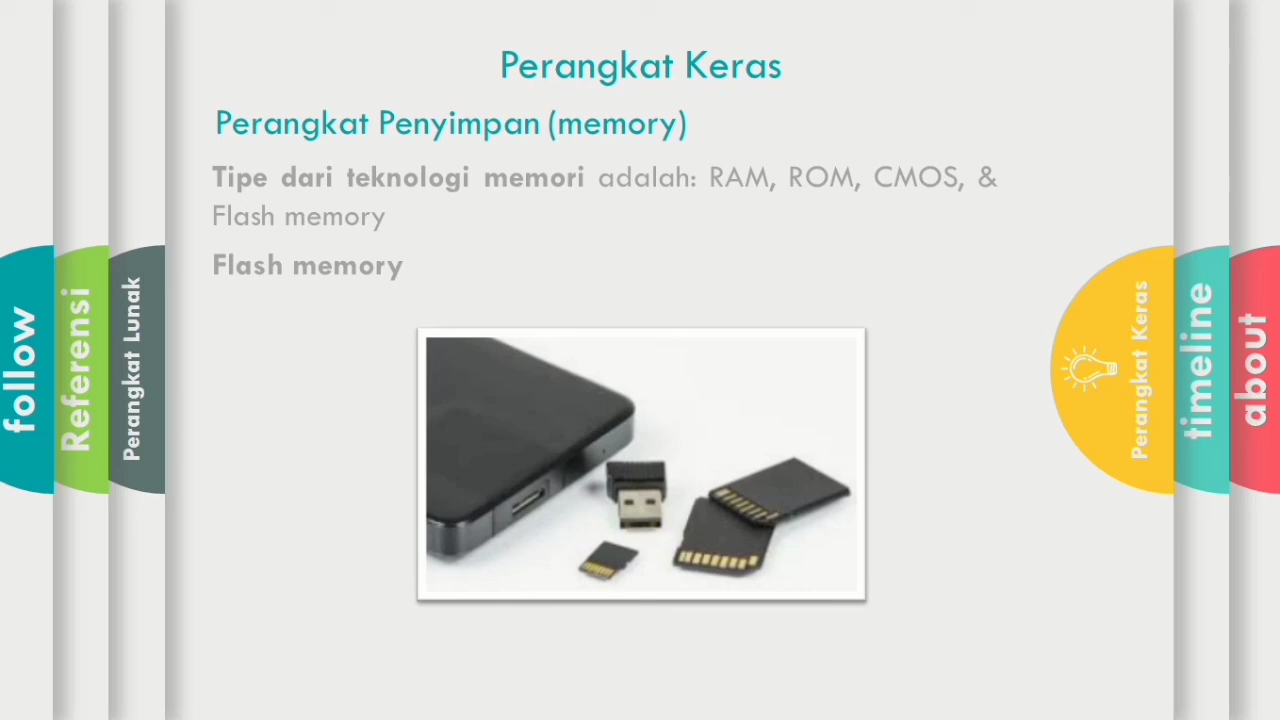 Perangkat Keras
Perangkat Penyimpan (memory)
Tipe dari teknologi memori adalah: RAM, ROM, CMOS, &
Flash memory
Flash memory
follow
Referensi
Perangkat Lunak
Perangkat Keras
timeline
about